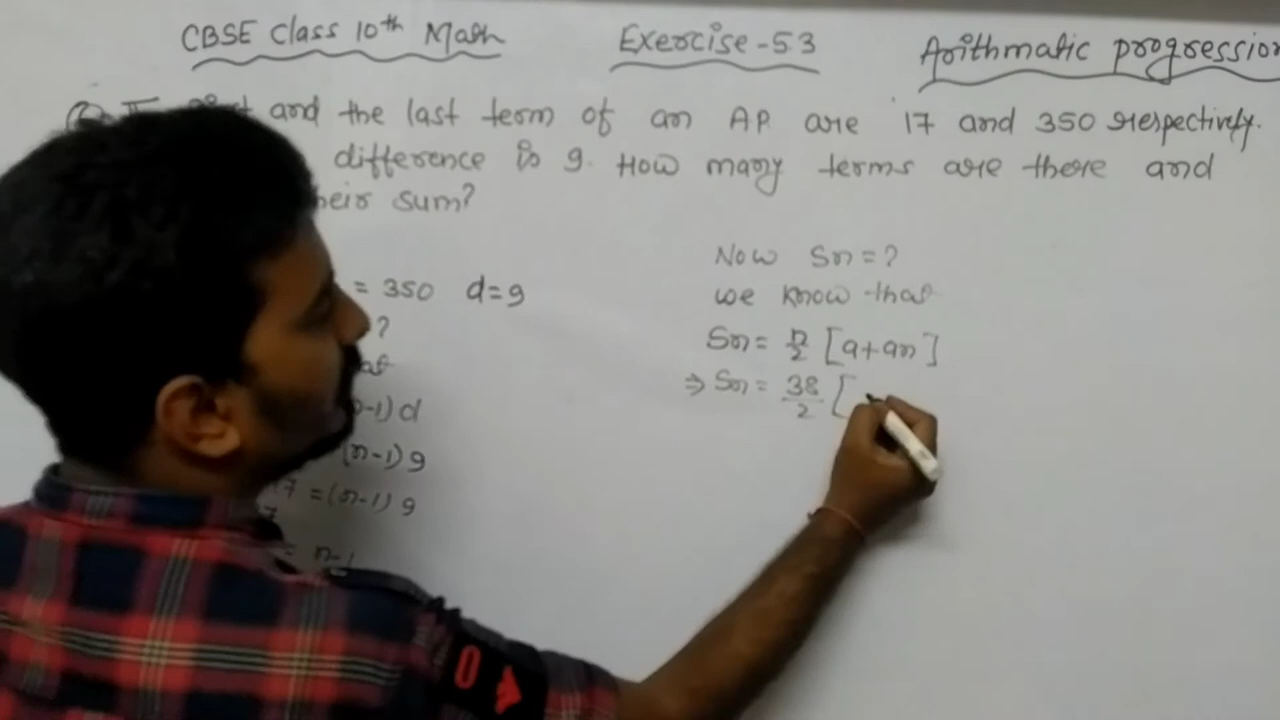 CBSE Class 10th Math
Exercise-5.3
Arithmatic progression
and the last term of an AP are 17 and 350 respectively.
difference is 9. How many terms are there and
their sum?
= 350 d=9
?
-1)d
(n-1)9
17 =(n-1) 9
= n-1
Now Sn=?
we know that
Sn= n/2 [a+an]
⇒ Sn= 38/2 [